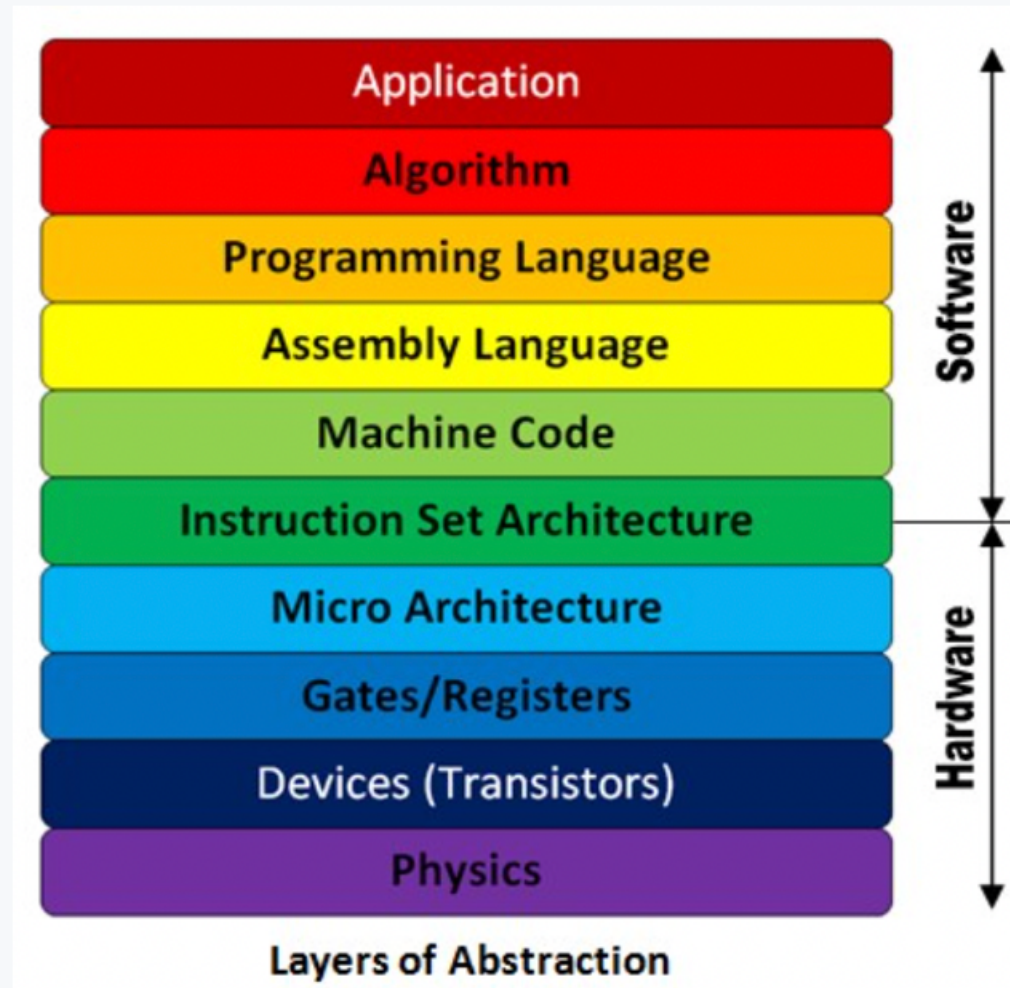 Application
Algorithm
Programming Language
Assembly Language
Machine Code
Instruction Set Architecture
Micro Architecture
Gates/Registers
Devices (Transistors)
Physics
Software
Hardware
Layers of Abstraction